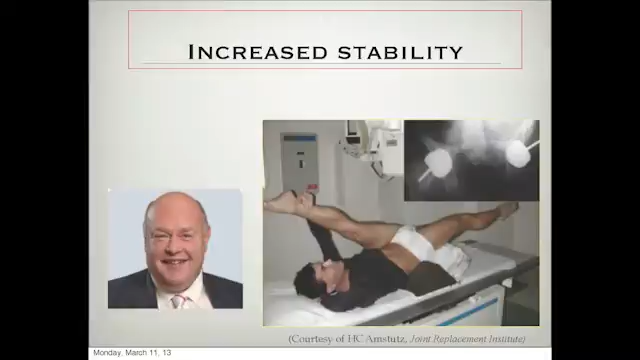 INCREASED STABILITY
(Courtesy of HC Amstutz, Joint Replacement Institute)
Monday, March 11, 13